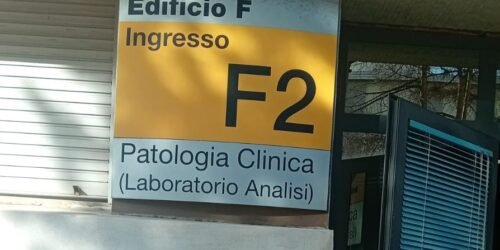 Edificio F
Ingresso
F2
Patologia Clinica
(Laboratorio Analisi)